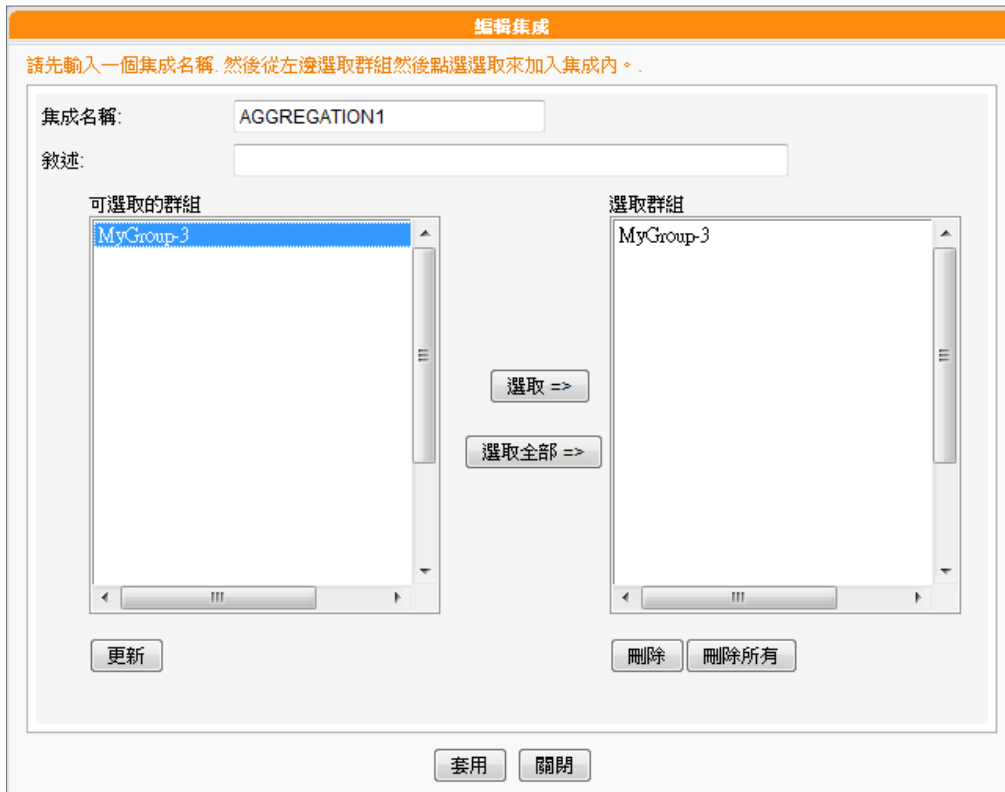 編輯集成
請先輸入一個集成名稱. 然後從左邊選取群組然後點選選取來加入集成內。.
集成名稱: AGGREGATION1
敘述:
可選取的群組 選取群組
MyGroup-3 MyGroup-3
選取 =>
選取全部 =>
更新 刪除 刪除所有
套用 關閉